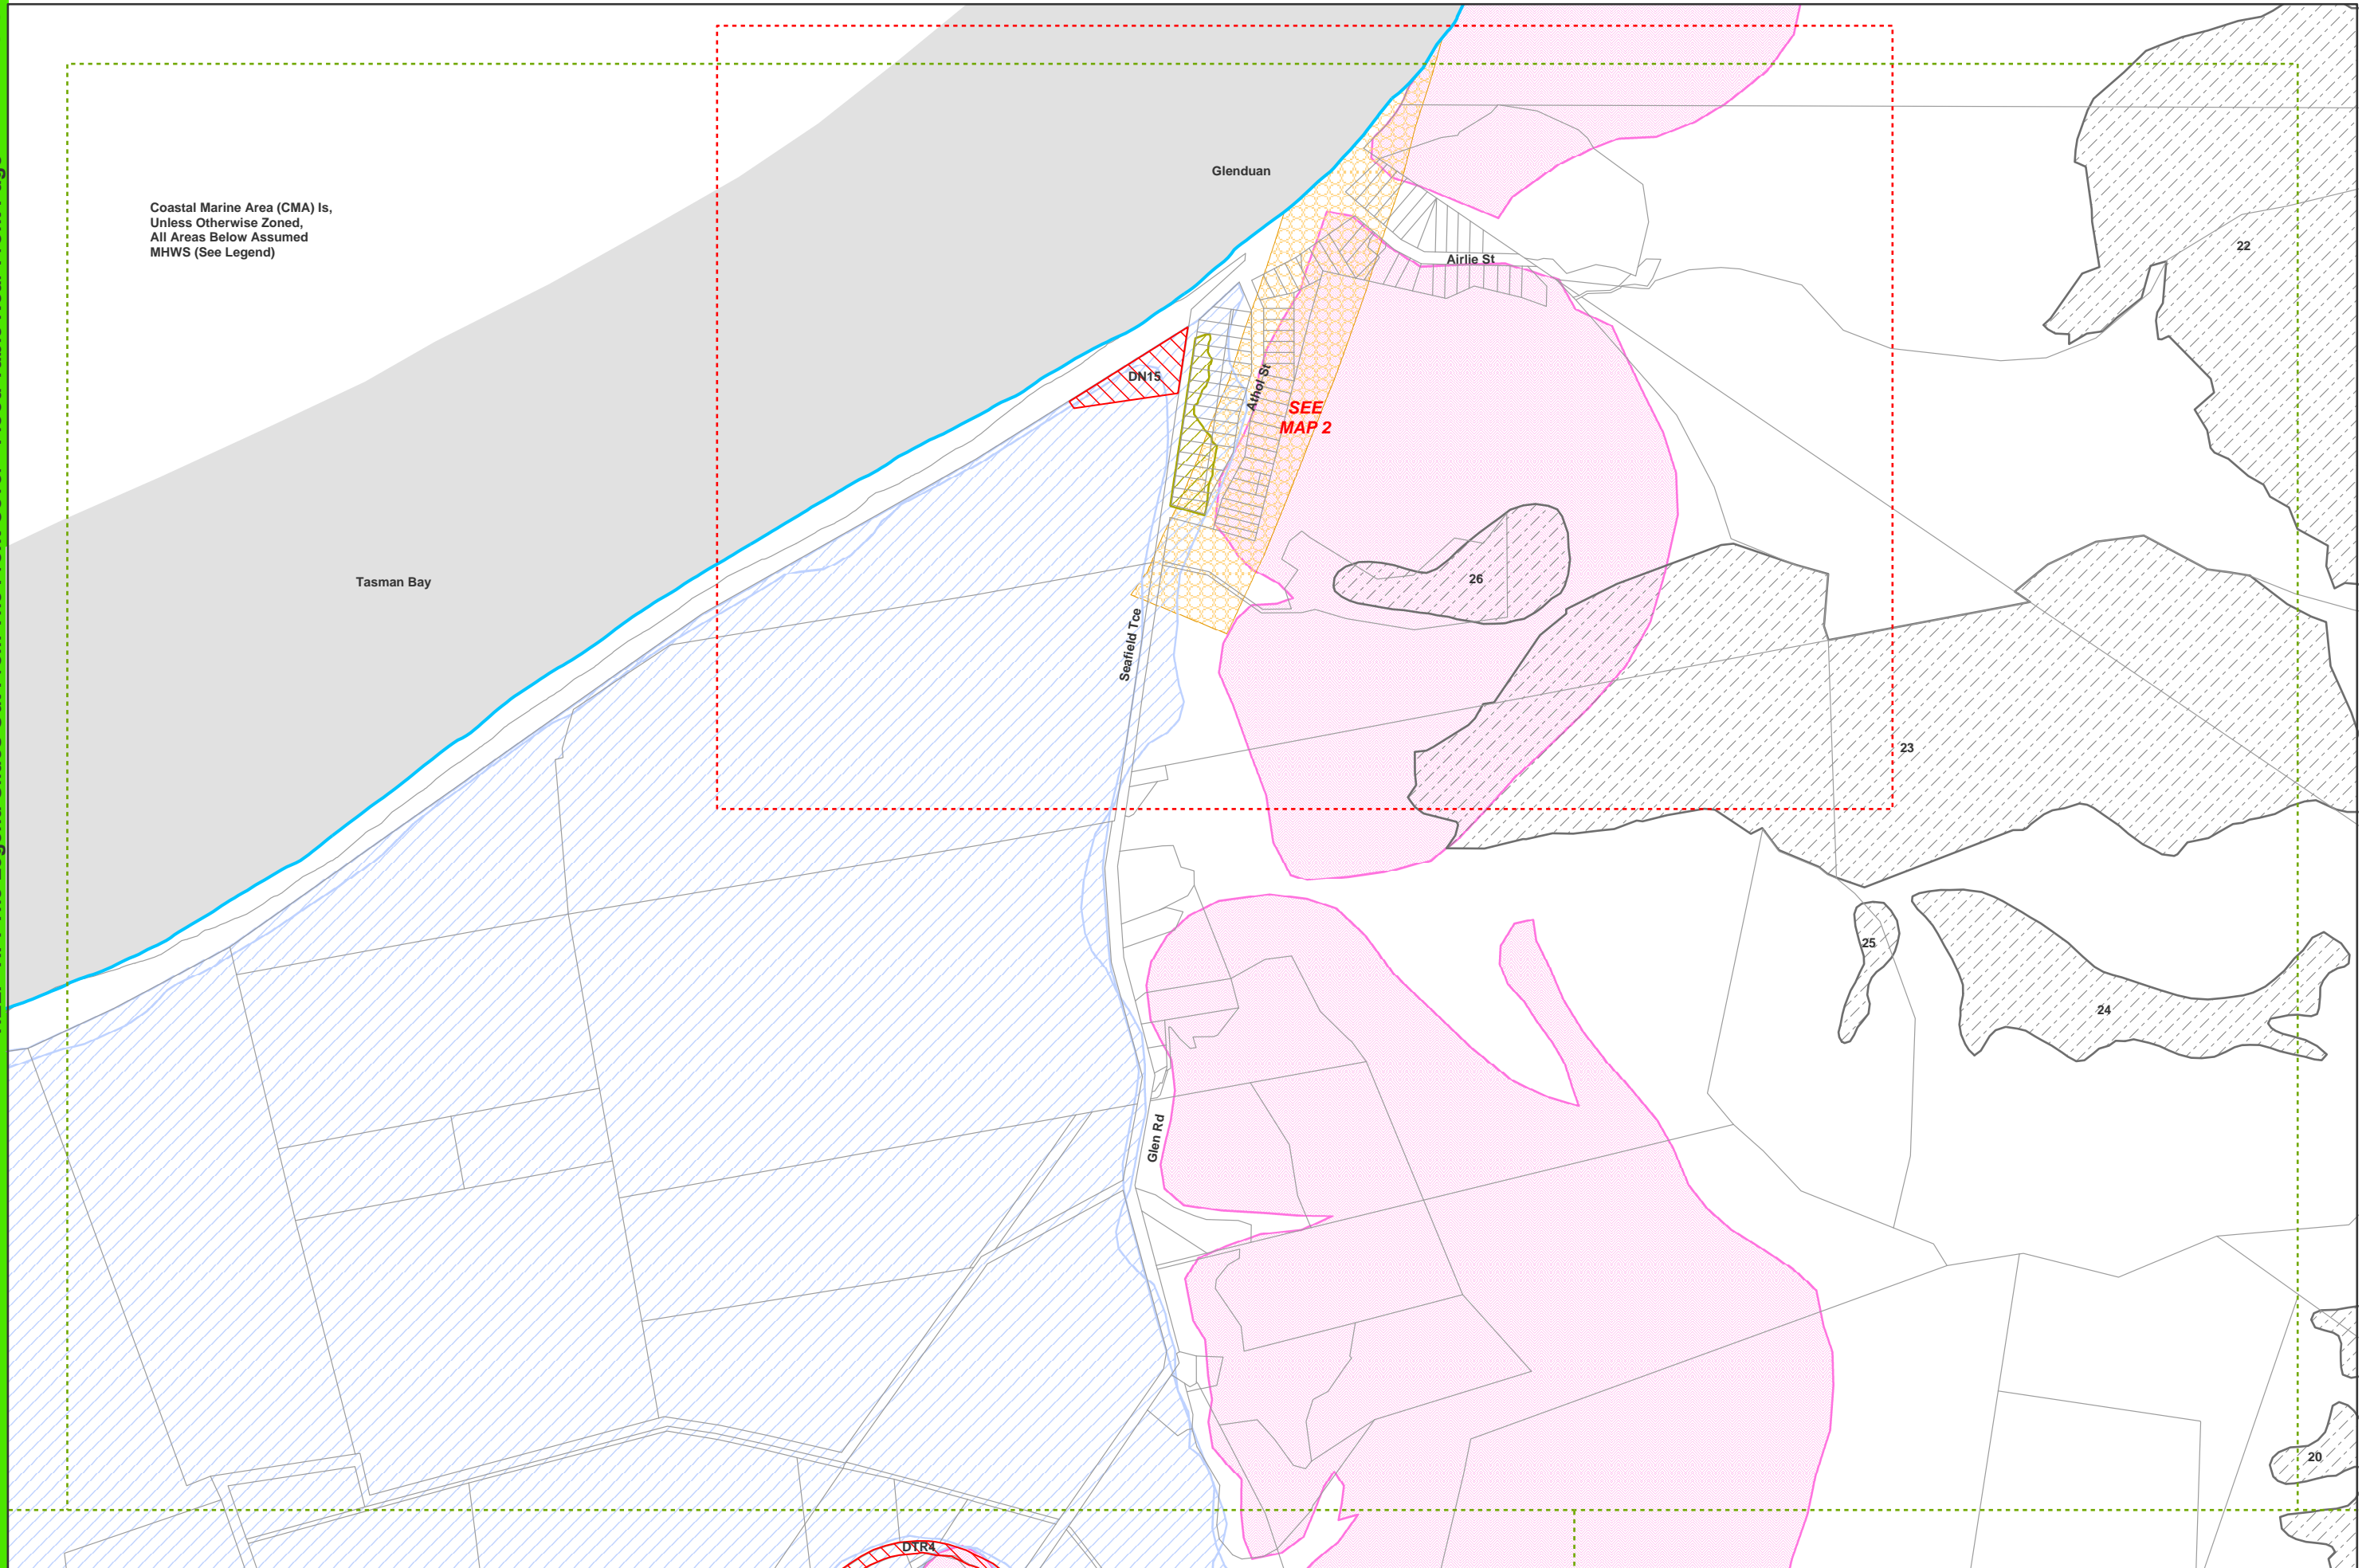 Glenduan
Coastal Marine Area (CMA) Is,
Unless Otherwise Zoned,
All Areas Below Assumed
MHWS (See Legend)
22
Airlie St
DN15
Athol St
SEE
MAP 2
Tasman Bay
26
Seafield Tce
23
25
24
Glen Rd
20
DTR4